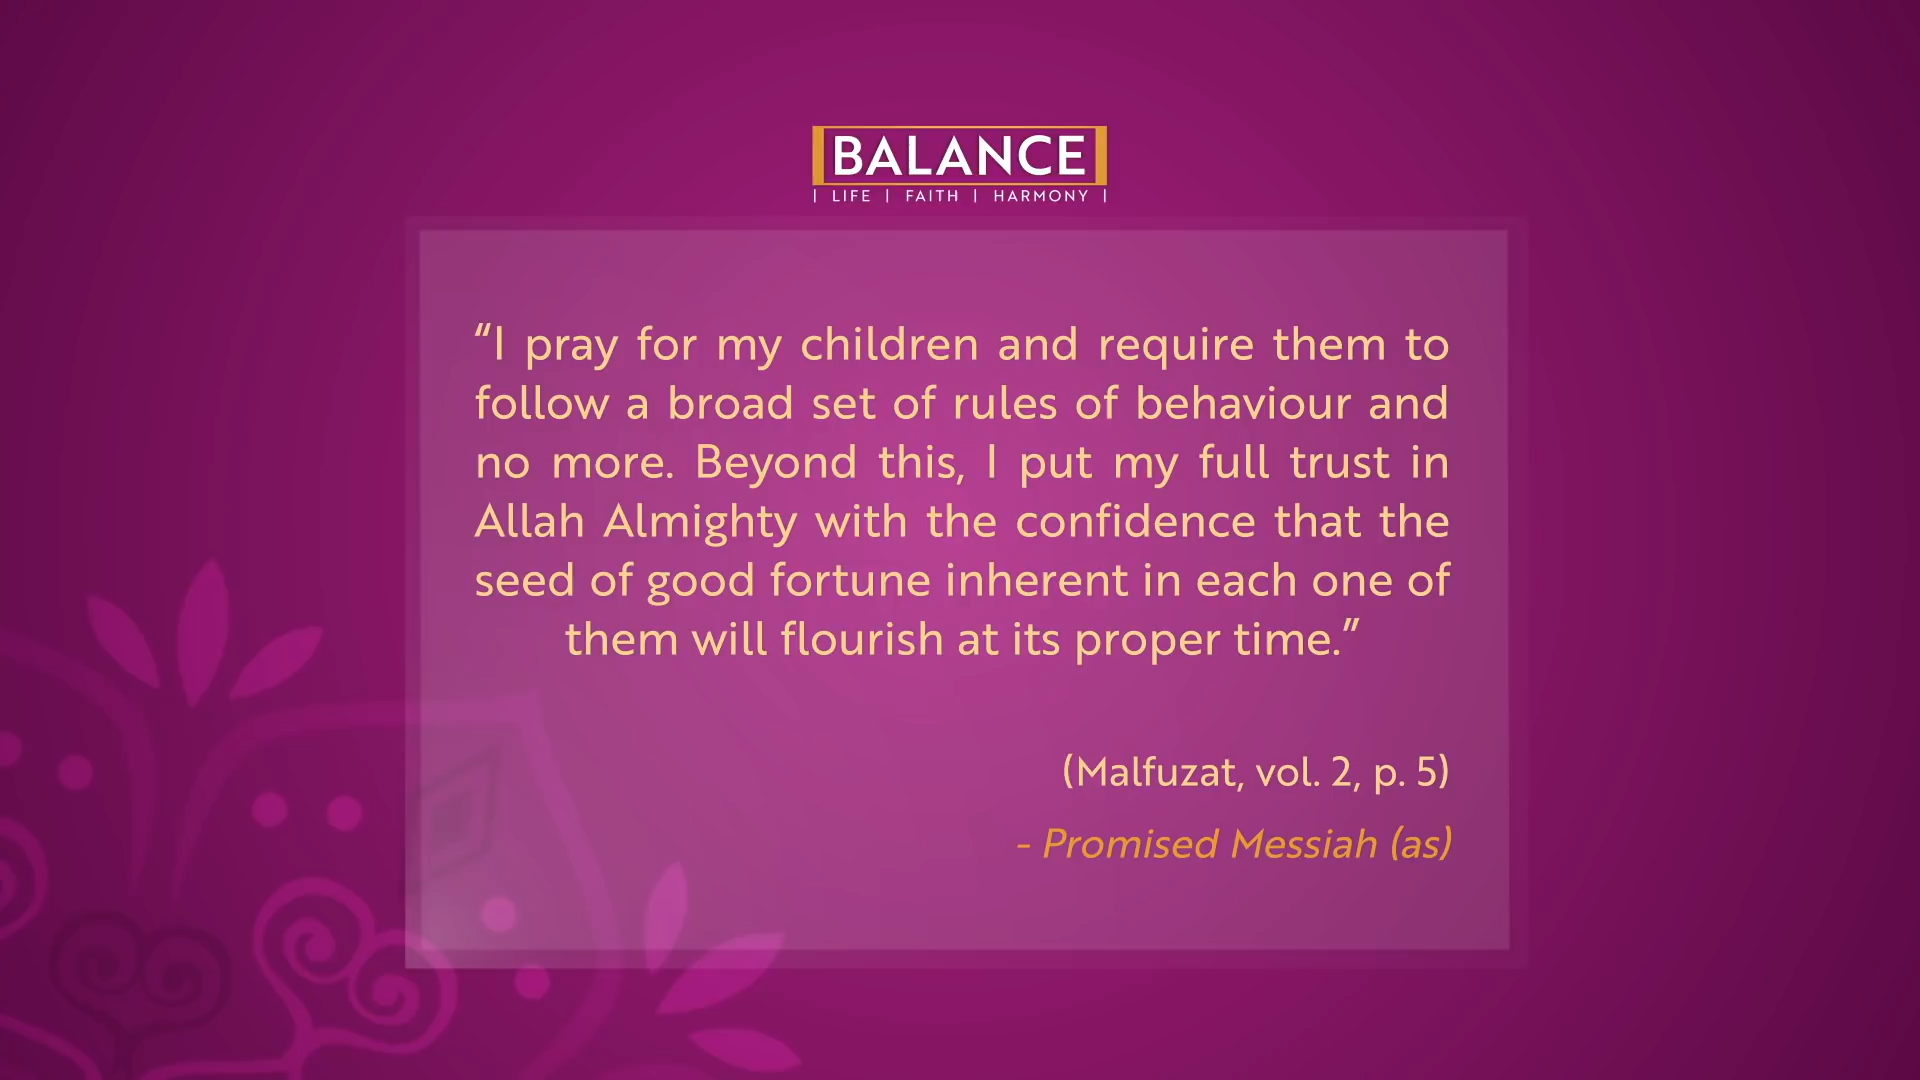 BALANCE
| LIFE | FAITH | HARMONY |
“I pray for my children and require them to
follow a broad set of rules of behaviour and
no more. Beyond this, I put my full trust in
Allah Almighty with the confidence that the
seed of good fortune inherent in each one of
them will flourish at its proper time.”
(Malfuzat, vol. 2, p. 5)
- Promised Messiah (as)